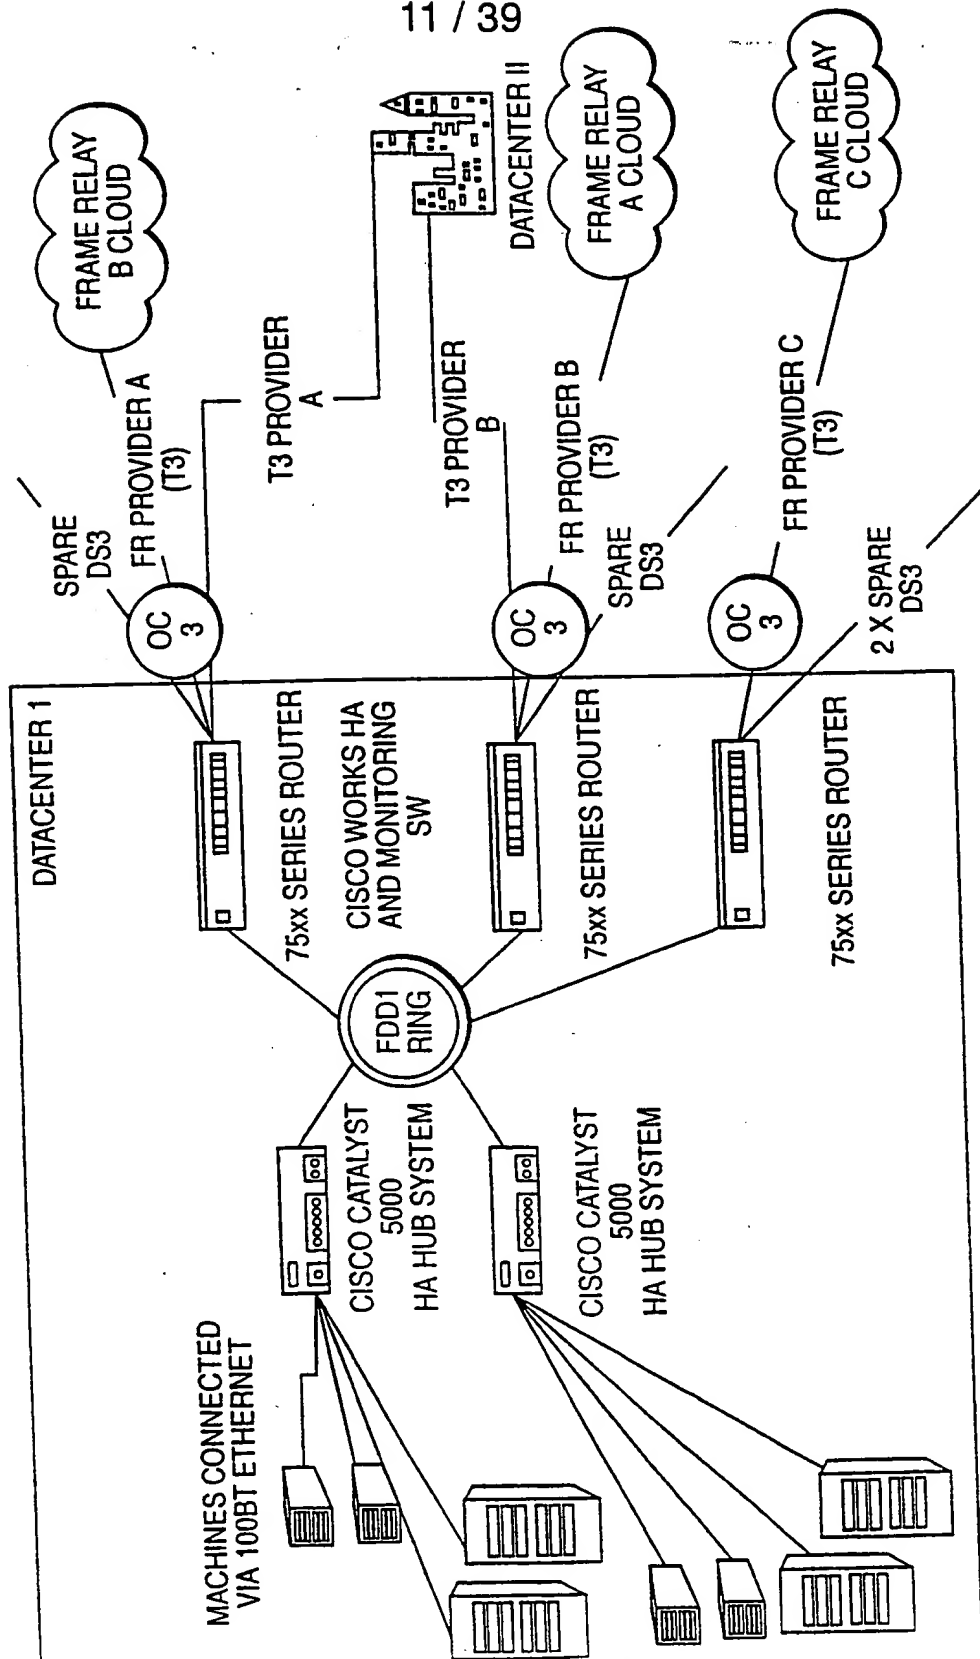 11 / 39
DATACENTER 1
MACHINES CONNECTED
VIA 100BT ETHERNET
CISCO CATALYST
5000
HA HUB SYSTEM
CISCO CATALYST
5000
HA HUB SYSTEM
FDD1
RING
75xx SERIES ROUTER
CISCO WORKS HA
AND MONITORING
SW
75xx SERIES ROUTER
75xx SERIES ROUTER
OC
3
OC
3
OC
3
SPARE
DS3
FR PROVIDER A
(T3)
T3 PROVIDER
A
T3 PROVIDER
B
FR PROVIDER B
(T3)
SPARE
DS3
FR PROVIDER C
(T3)
2 X SPARE
DS3
FRAME RELAY
B CLOUD
DATACENTER II
FRAME RELAY
A CLOUD
FRAME RELAY
C CLOUD